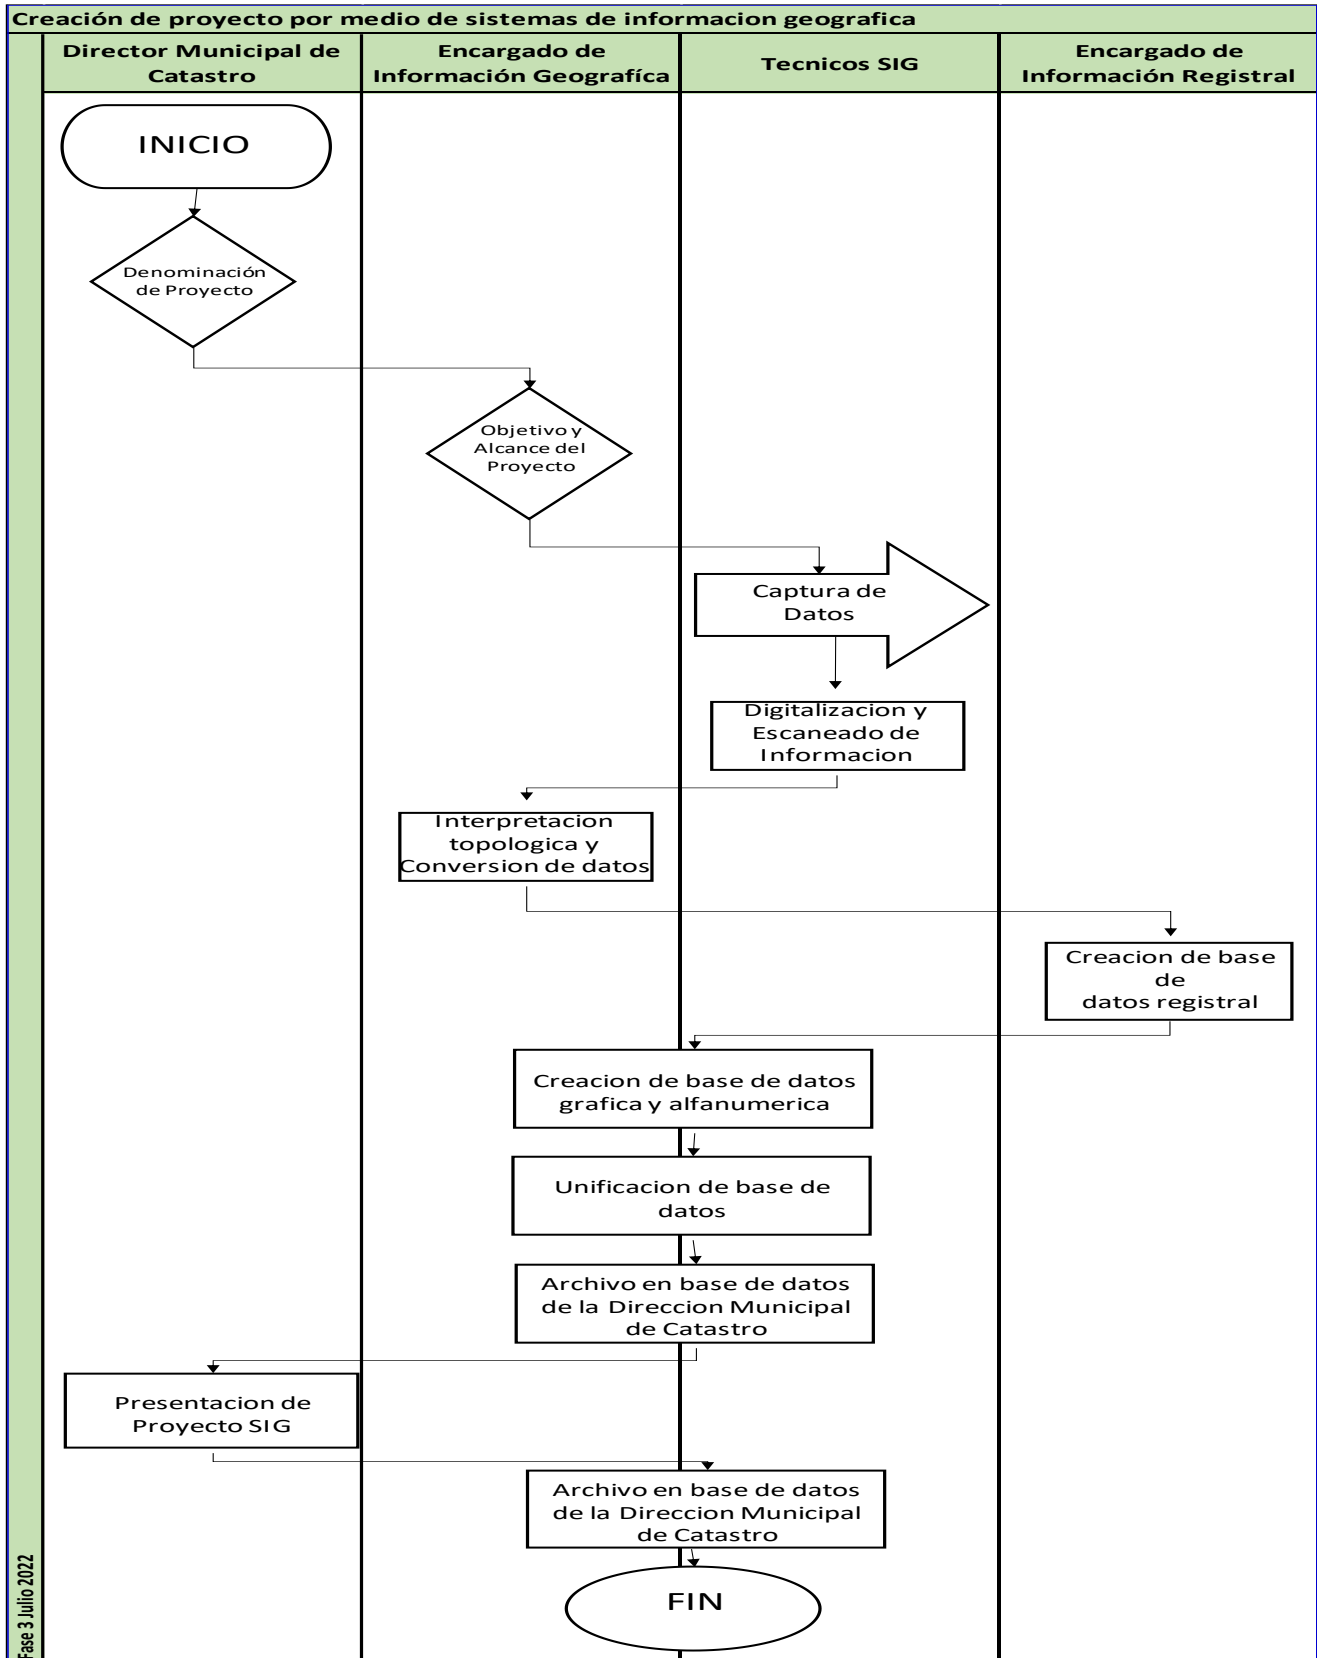 Creación de proyecto por medio de sistemas de informacion geografica
Director Municipal de
Catastro
Encargado de
Información Geografíca
Tecnicos SIG
Encargado de
Información Registral
INICIO
Denominación
de Proyecto
Objetivo y
Alcance del
Proyecto
Captura de
Datos
Digitalizacion y
Escaneado de
Informacion
Interpretacion
topologica y
Conversion de datos
Creacion de base
de
datos registral
Creacion de base de datos
grafica y alfanumerica
Unificacion de base de
datos
Archivo en base de datos
de la Direccion Municipal
de Catastro
Presentacion de
Proyecto SIG
Archivo en base de datos
de la Direccion Municipal
de Catastro
FIN
Fase 3 Julio 2022